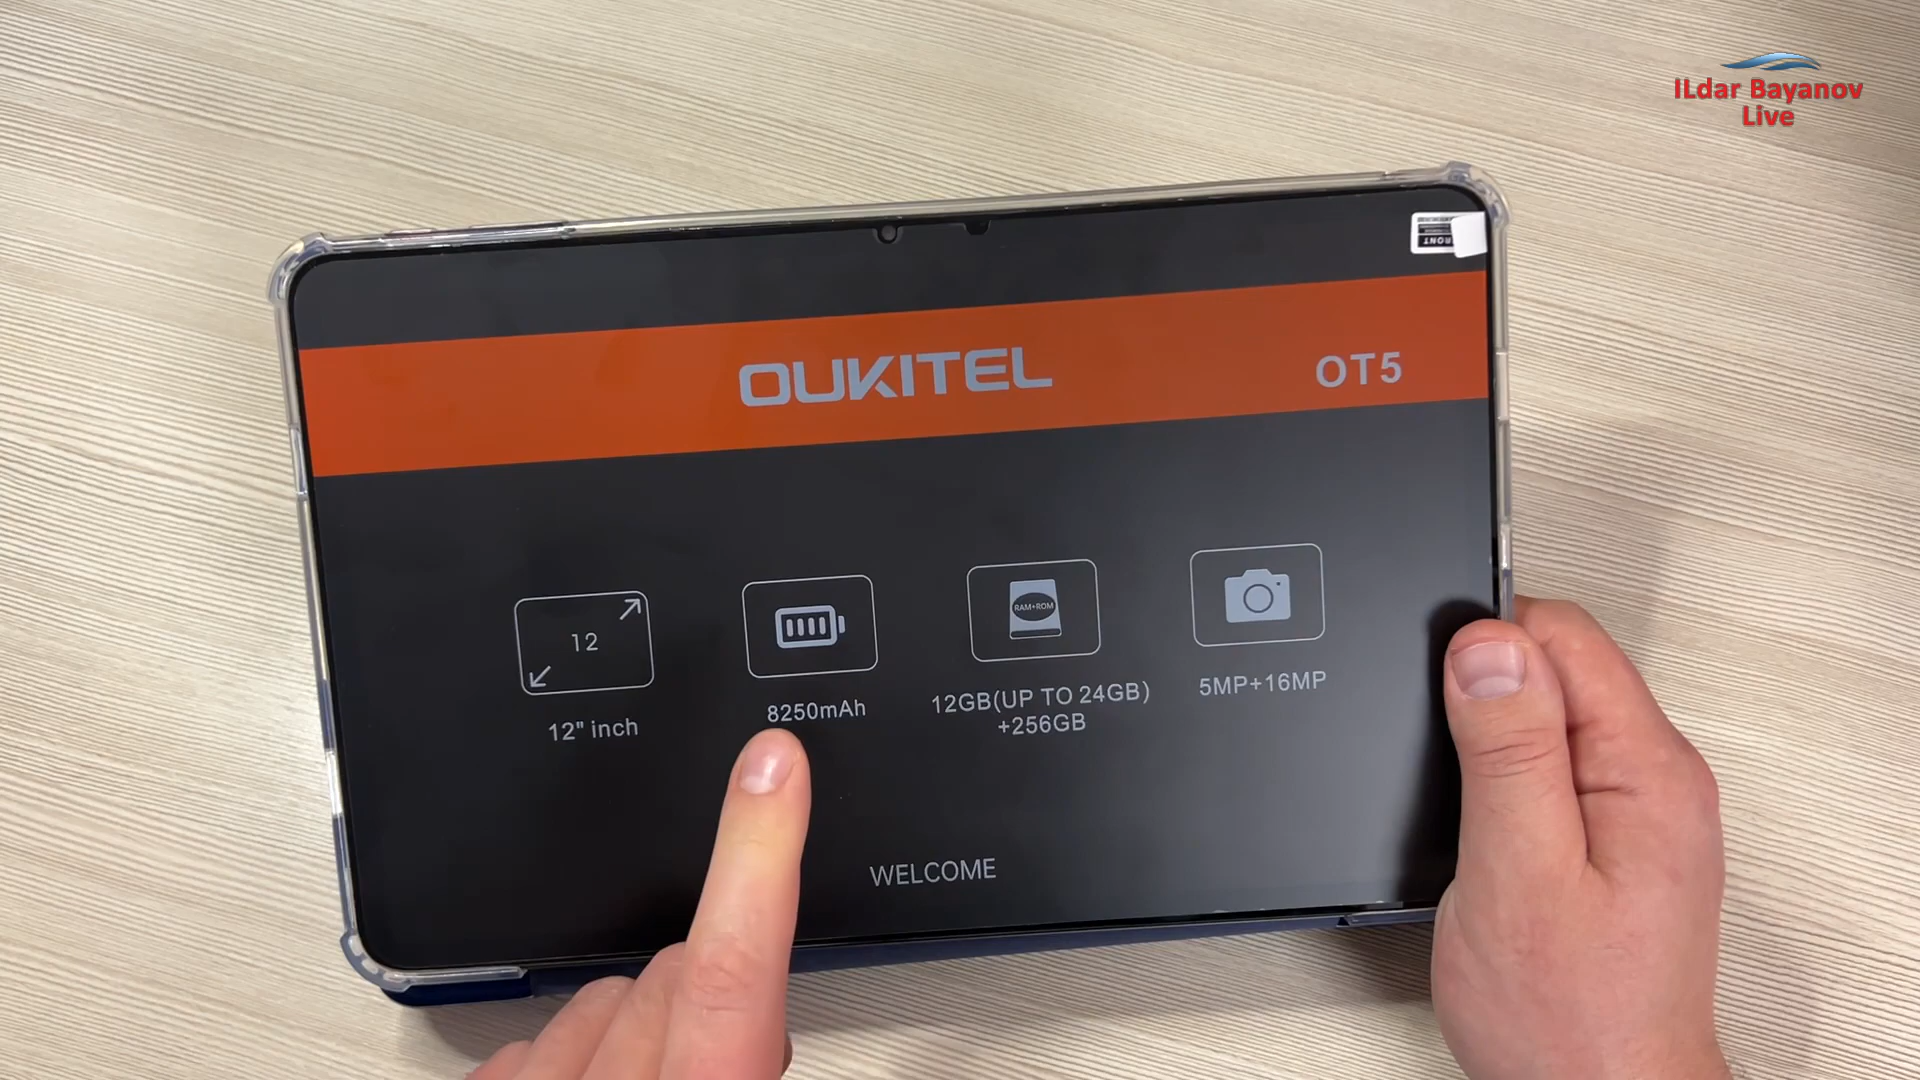 ILdar Bayanov
Live
OUKITEL
OT5
12
12" inch
8250mAh
RAM+ROM
12GB(UP TO 24GB)
+256GB
5MP+16MP
WELCOME